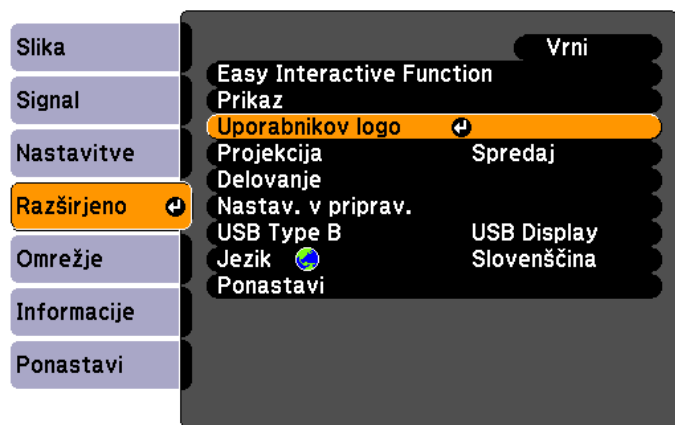 Slika
Signal
Nastavitve
Razširjeno
Omrežje
Informacije
Ponastavi
Vrni
Easy Interactive Function
Prikaz
Uporabnikov logo
Projekcija Spredaj
Delovanje
Nastav. v priprav.
USB Type B USB Display
Jezik Slovenščina
Ponastavi